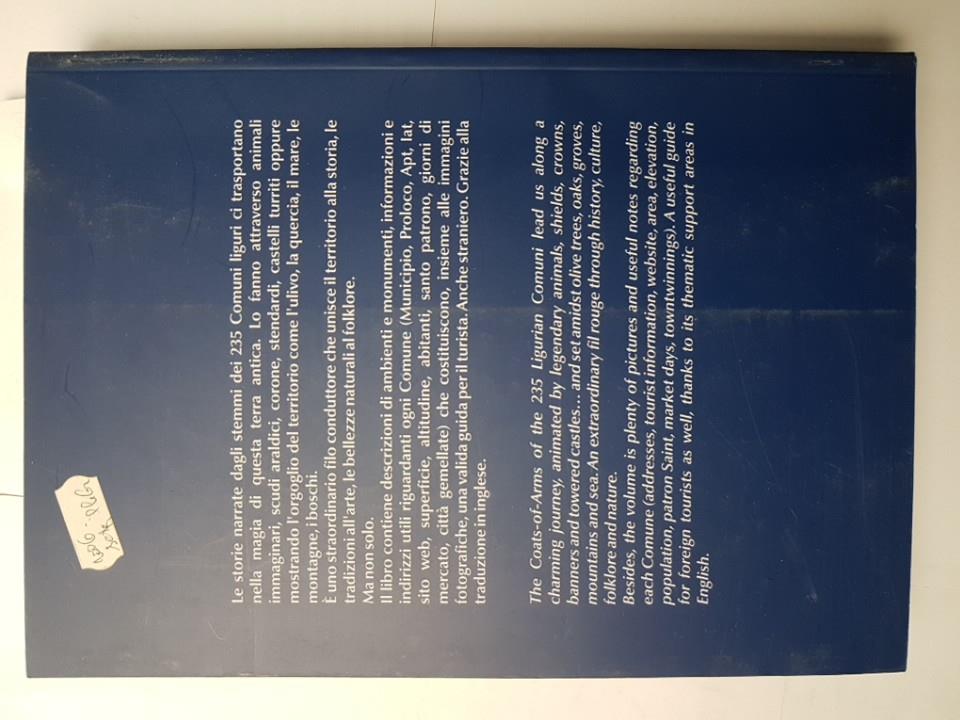 Le storie narrate dagli stemmi dei 235 Comuni liguri ci trasportano
nella magia di questa terra antica. Lo fanno attraverso animali
immaginari, scudi araldici, corone, stendardi, castelli turriti oppure
mostrando l'orgoglio del territorio come l'ulivo, la quercia, il mare, le
montagne, i boschi.
È uno straordinario filo conduttore che unisce il territorio alla storia, le
tradizioni all'arte, le bellezze naturali al folklore.
Ma non solo.
Il libro contiene descrizioni di ambienti e monumenti, informazioni e
indirizzi utili riguardanti ogni Comune (Municipio, Proloco, Apt, Iat,
sito web, superficie, altitudine, abitanti, santo patrono, giorni di
mercato, città gemellate) che costituiscono, insieme alle immagini
fotografiche, una valida guida per il turista. Anche straniero. Grazie alla
traduzione in inglese.
The Coats-of-Arms of the 235 Ligurian Comuni lead us along a
charming journey, animated by legendary animals, shields, crowns,
banners and towered castles... and set amidst olive trees, oaks, groves,
mountains and sea. An extraordinary fil rouge through history, culture,
folklore and nature.
Besides, the volume is plenty of pictures and useful notes regarding
each Comune (addresses, tourist information, website, area, elevation,
population, patron Saint, market days, towntwinnings). A useful guide
for foreign tourists as well, thanks to its thematic support areas in
English.